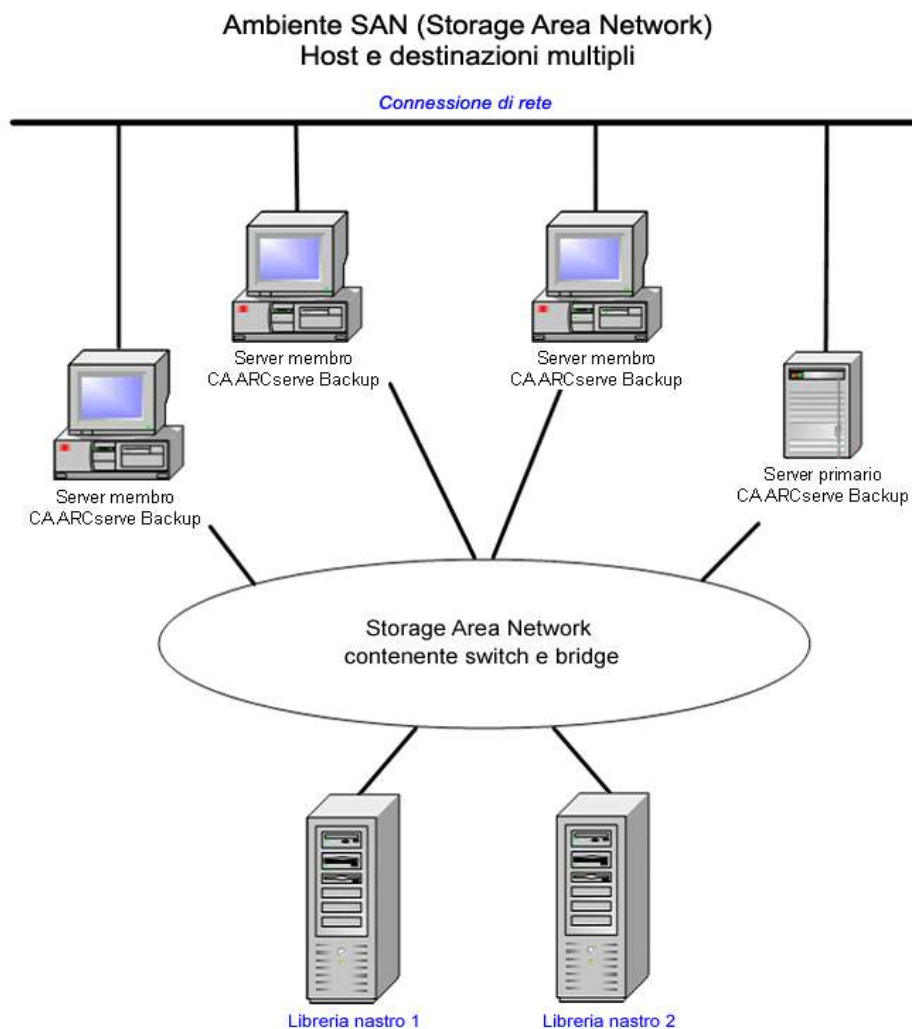 Ambiente SAN (Storage Area Network)
Host e destinazioni multipli
Connessione di rete
Server membro
CA ARCserve Backup
Server membro
CA ARCserve Backup
Server membro
CA ARCserve Backup
Server primario
CA ARCserve Backup
Storage Area Network
contenente switch e bridge
Libreria nastro 1
Libreria nastro 2